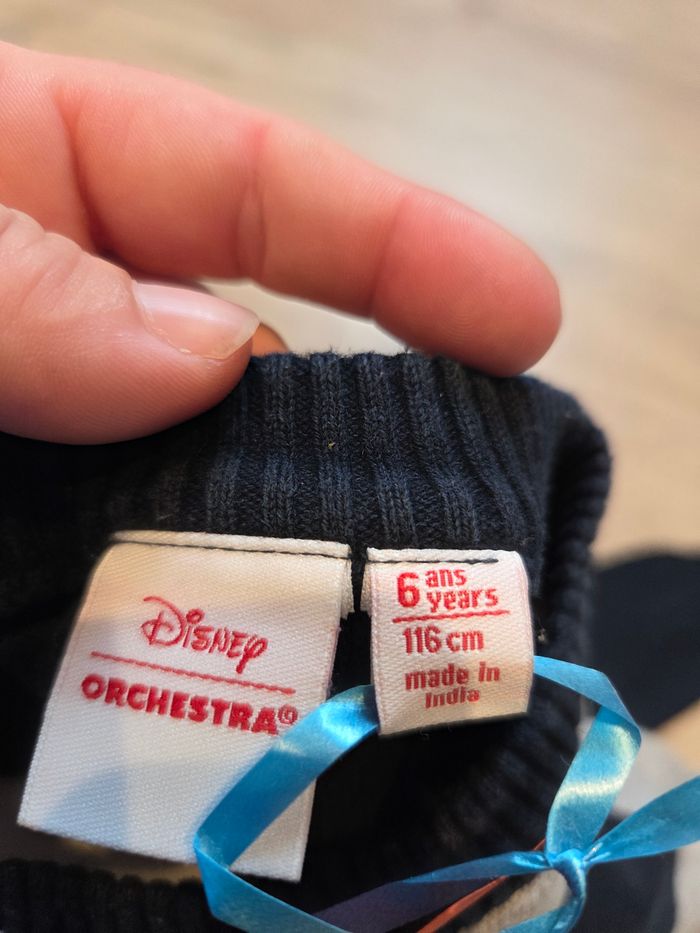 Disney
ORCHESTRA®
6 ans
years
116 cm
made in
India